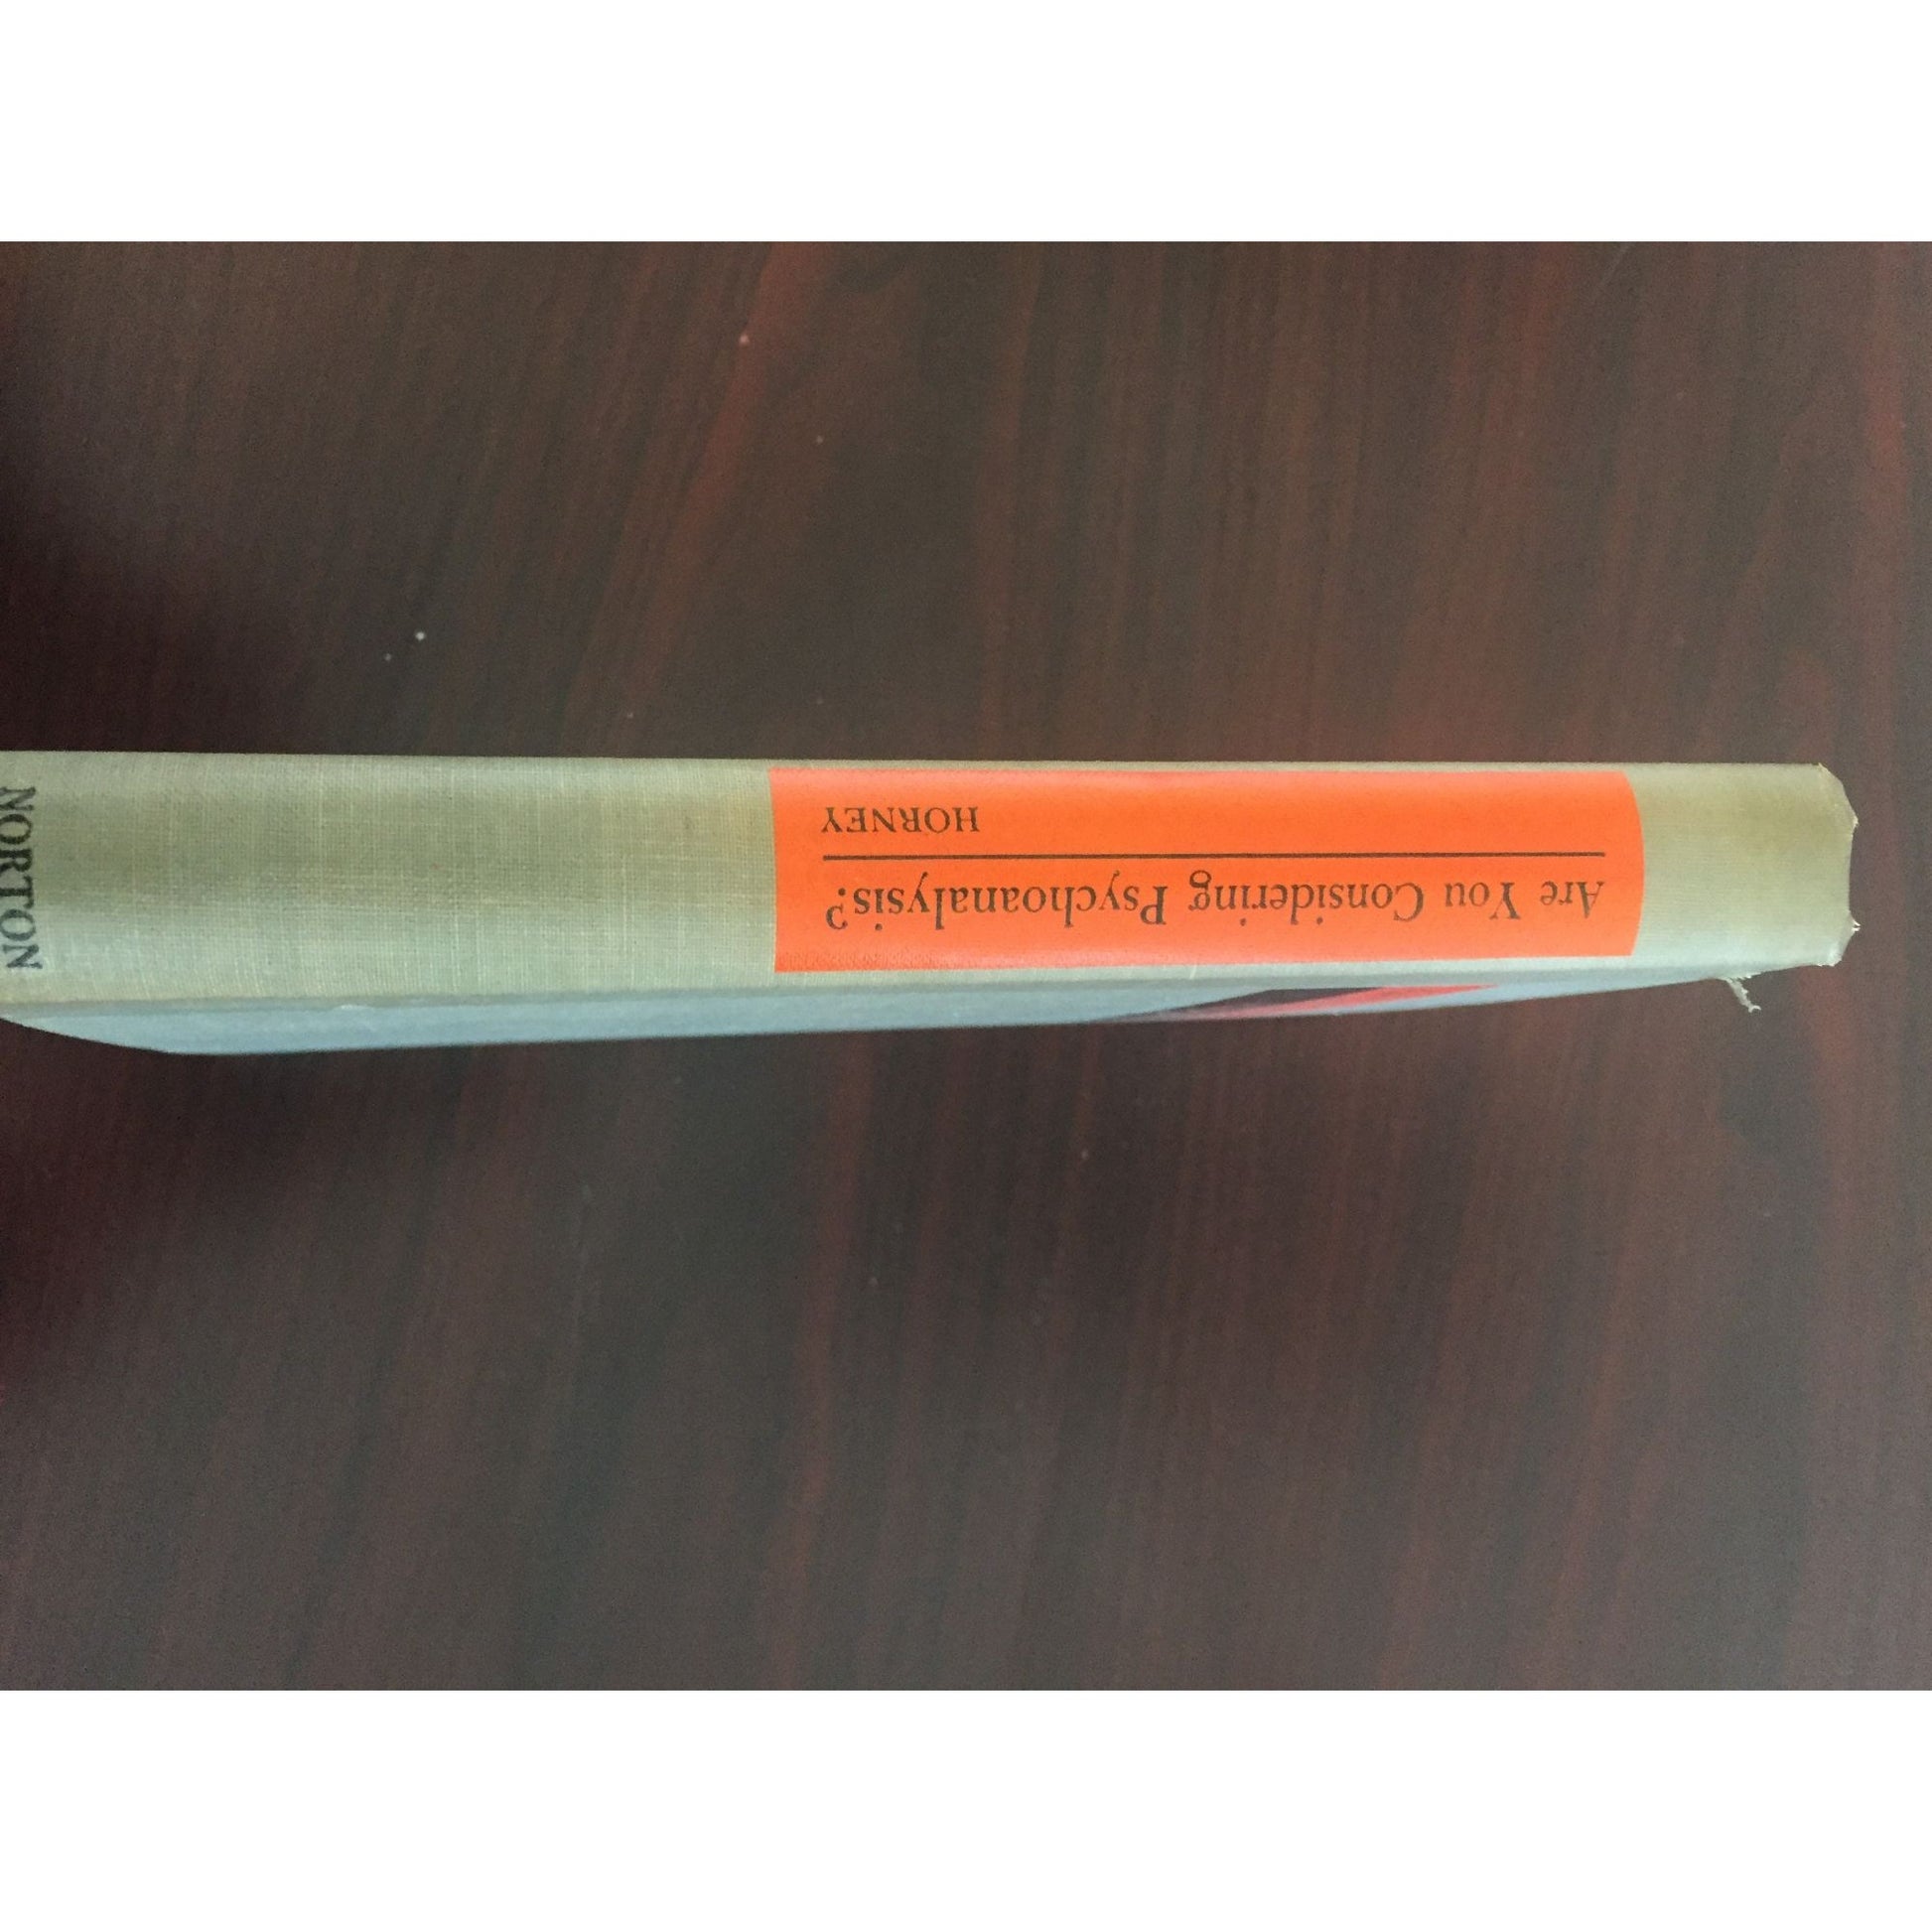 Are You Considering Psychoanalysis?
HORNEY
NORTON